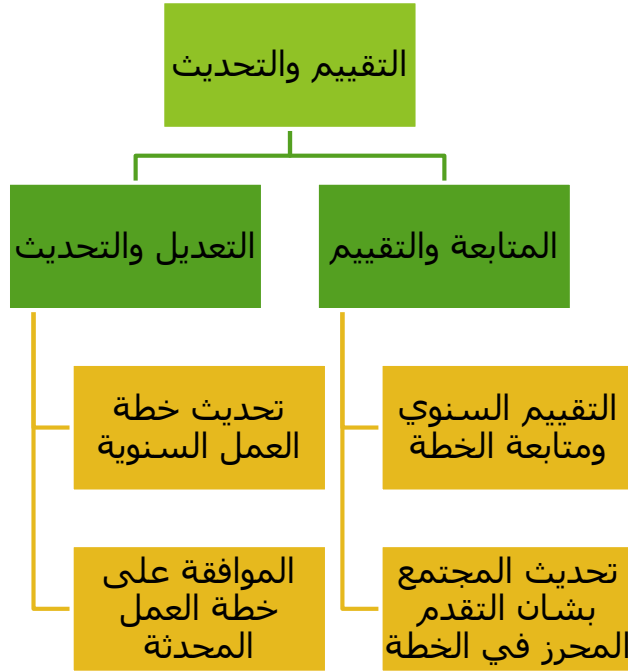 التقييم والتحديث
المتابعة والتقييم
التقييم السنوي
ومتابعة الخطة
تحديث المجتمع
بشان التقدم
المحرز في الخطة
التعديل والتحديث
تحديث خطة
العمل السنوية
الموافقة على
خطة العمل
المحدثة